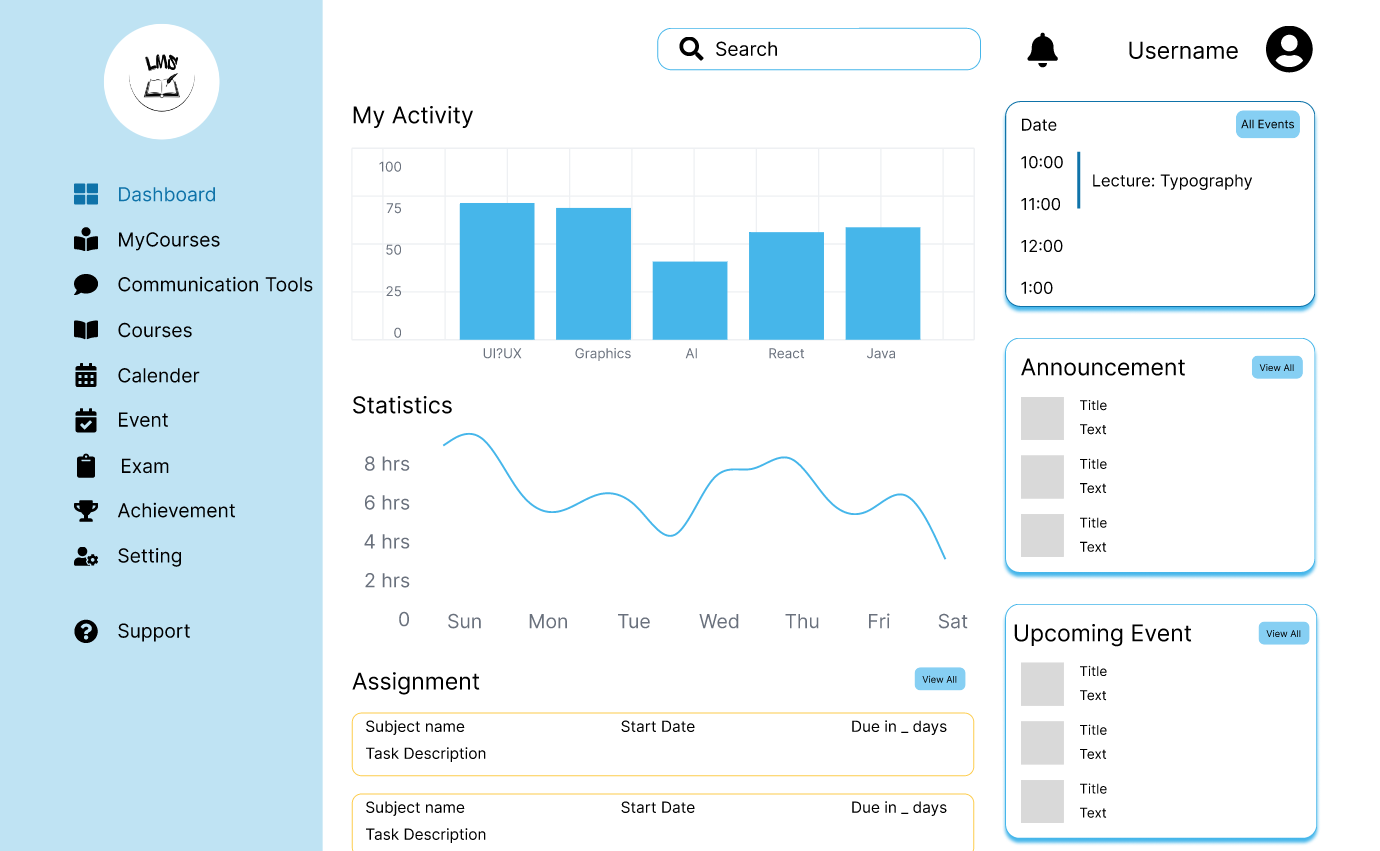 LMS
Dashboard
MyCourses
Communication Tools
Courses
Calender
Event
Exam
Achievement
Setting
Support
Search
Username
My Activity
100
75
50
25
0
UI?UX Graphics AI React Java
Statistics
8 hrs
6 hrs
4 hrs
2 hrs
0
Sun Mon Tue Wed Thu Fri Sat
Assignment View All
Subject name Start Date Due in _ days
Task Description
Subject name Start Date Due in _ days
Task Description
Date All Events
10:00
Lecture: Typography
11:00
12:00
1:00
Announcement View All
Title
Text
Title
Text
Title
Text
Upcoming Event View All
Title
Text
Title
Text
Title
Text